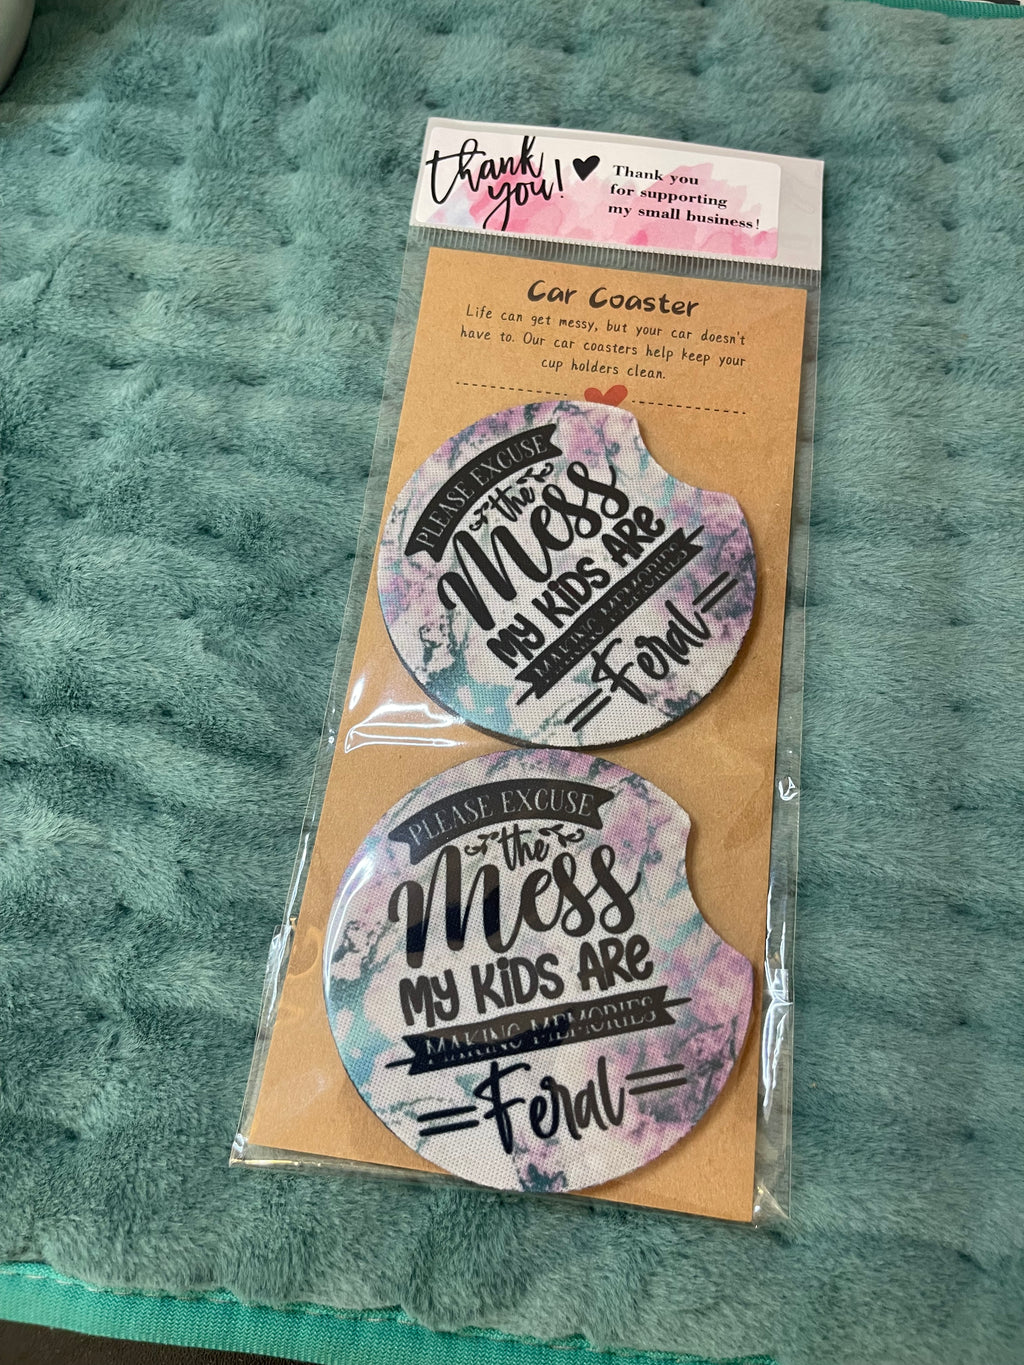 thank you!
Thank you
for supporting
my small business!
Car Coaster
Life can get messy, but your car doesn't
have to. Our car coasters help keep your
cup holders clean.
PLEASE EXCUSE
the
Mess
MY KiDS ARe
MAKING MEMORIES
Feral
PLEASE EXCUSE
the
Mess
MY KiDS ARe
MAKING MEMORIES
Feral